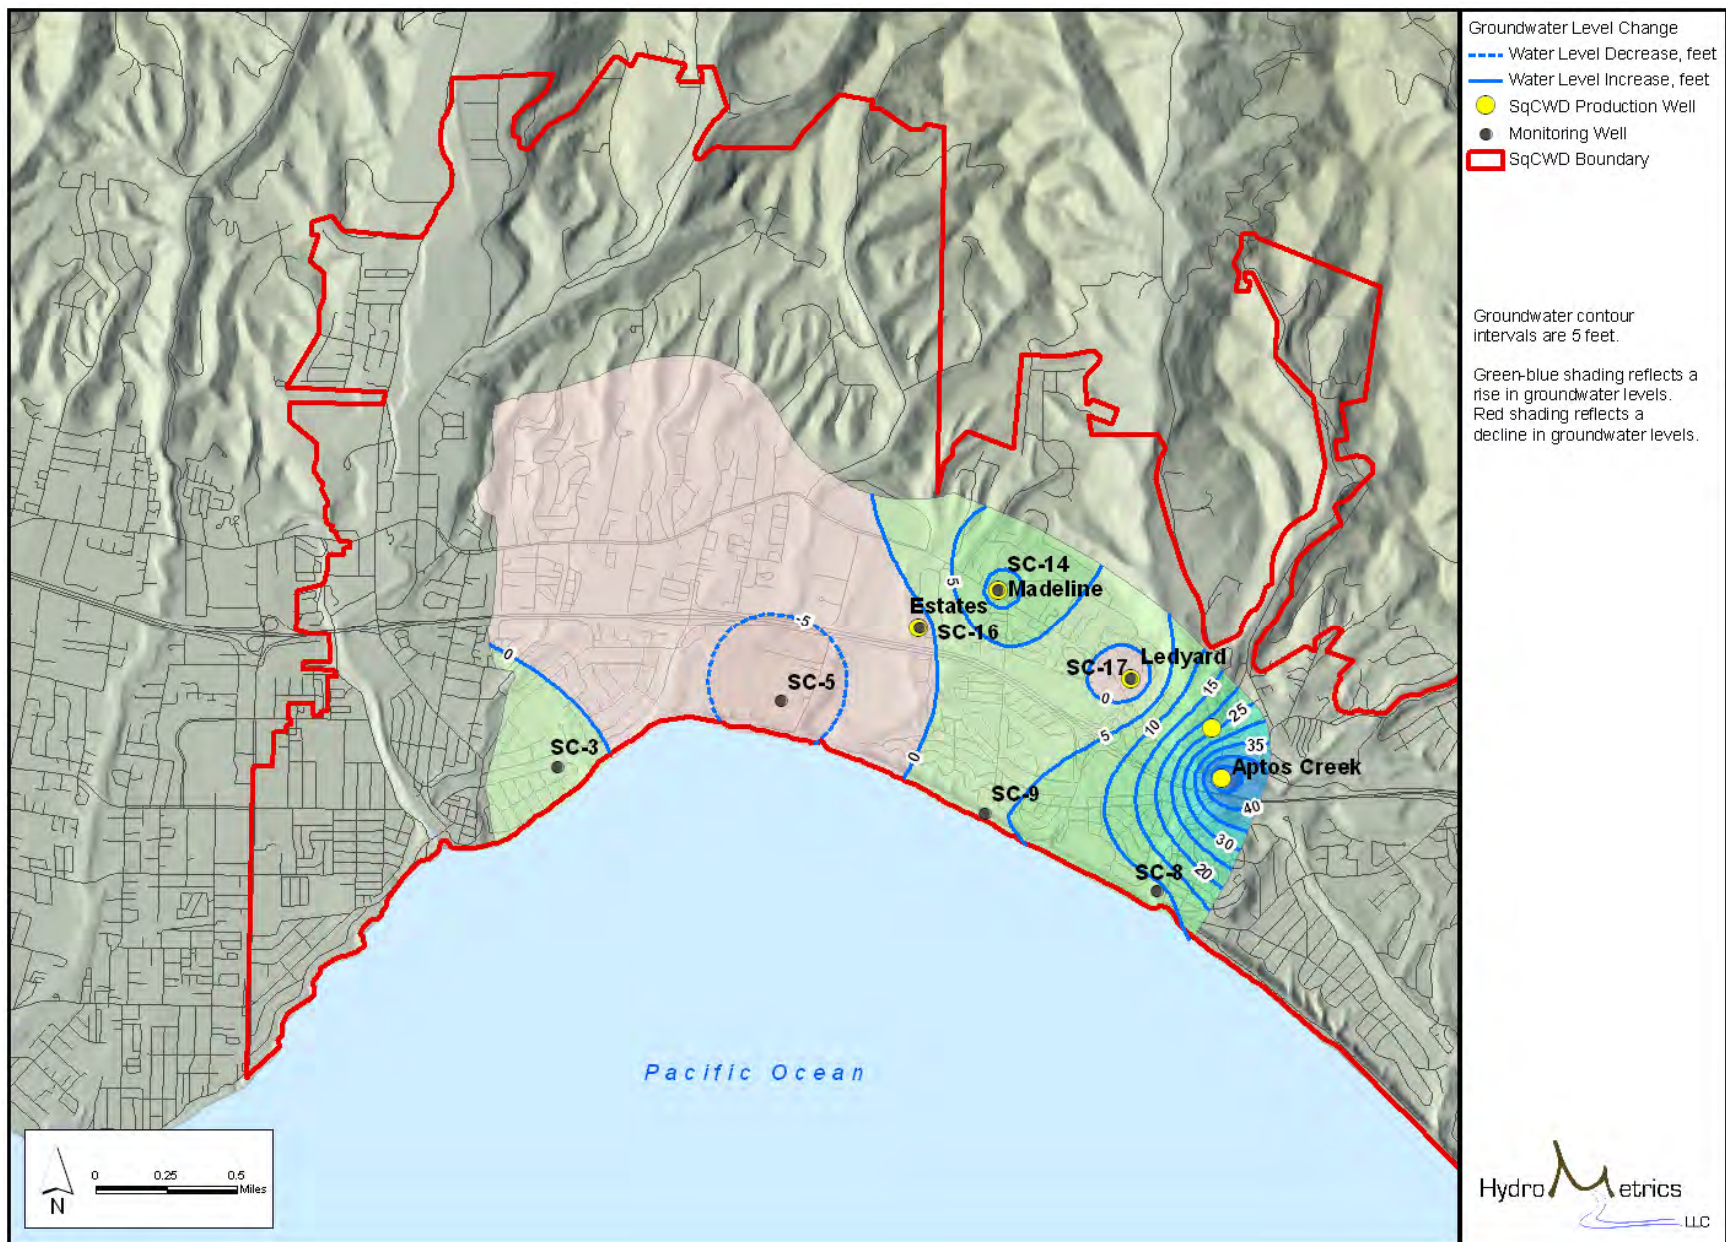 Groundwater Level Change
Water Level Decrease, feet
Water Level Increase, feet
SqCWD Production Well
Monitoring Well
SqCWD Boundary
Groundwater contour
intervals are 5 feet.
Green-blue shading reflects a
rise in groundwater levels.
Red shading reflects a
decline in groundwater levels.
SC-14
Madeline
5
Estates
SC-16
-5
0
SC-17
Ledyard
SC-5
0
15
25
10
5
35
SC-3
0
Aptos Creek
SC-9
40
30
SC-8
20
Pacific Ocean
0 0.25 0.5
Miles
N
Hydro Metrics
LLC